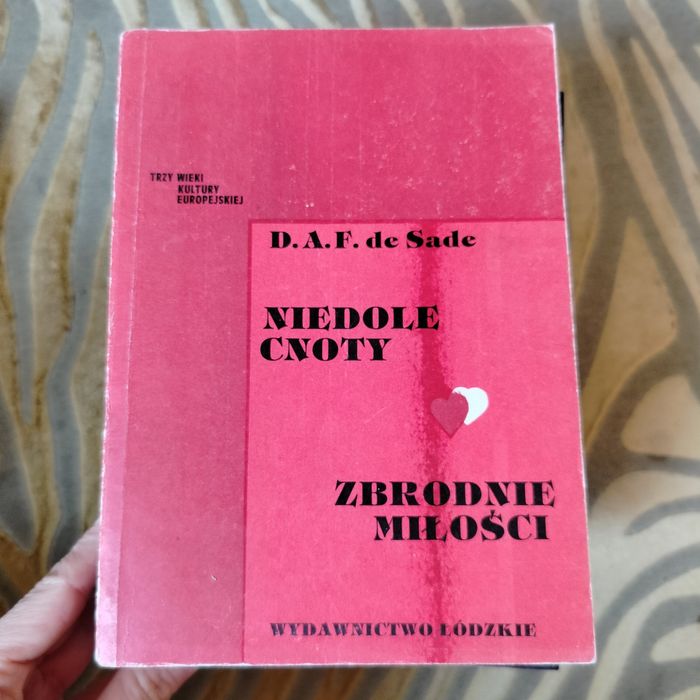 TRZY WIEKI
KULTURY
EUROPEJSKIEJ
D. A. F. de Sade
NIEDOLE
CNOTY
ZBRODNIE
MIŁOŚCI
WYDAWNICTWO ŁÓDZKIE